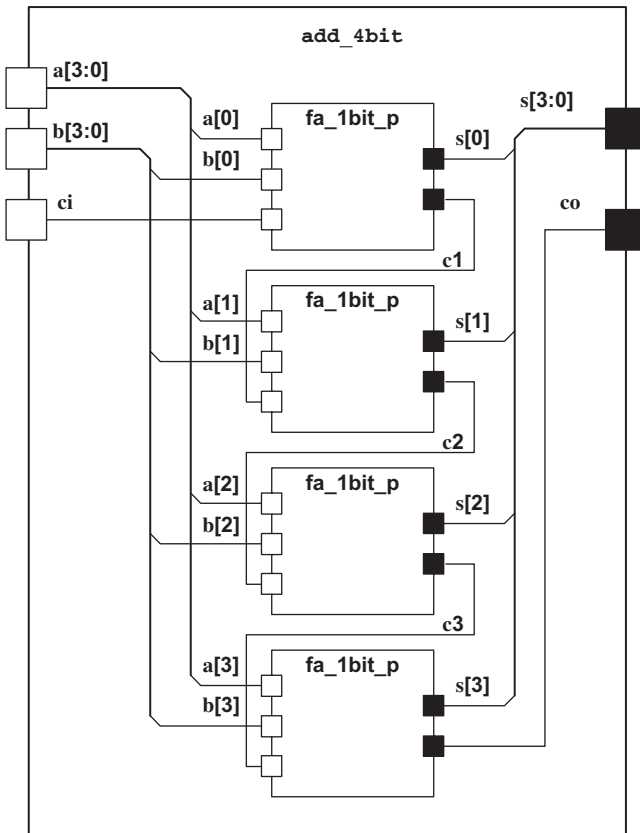 add_4bit
a[3:0]
b[3:0]
ci
s[3:0]
co
fa_1bit_p
a[0]
b[0]
s[0]
c1
fa_1bit_p
a[1]
b[1]
s[1]
c2
fa_1bit_p
a[2]
b[2]
s[2]
c3
fa_1bit_p
a[3]
b[3]
s[3]